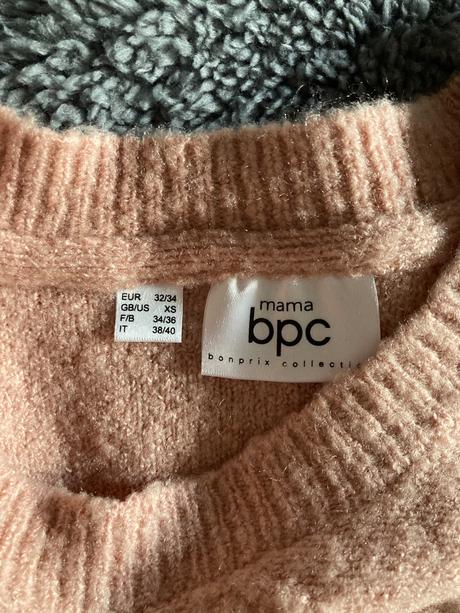 EUR 32/34
GB/US XS
F/B 34/36
IT 38/40
mama
bpc
bonprix collectio